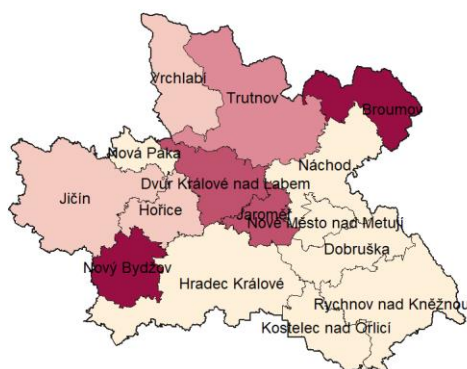 Vrchlabí
Trutnov
Broumov
Nová Paka
Náchod
Dvůr Králové nad Labem
Jičín
Hořice
Jaroměř
Nové Město nad Metují
Dobruška
Nový Bydžov
Hradec Králové
Rychnov nad Kněžnou
Kostelec nad Orlicí